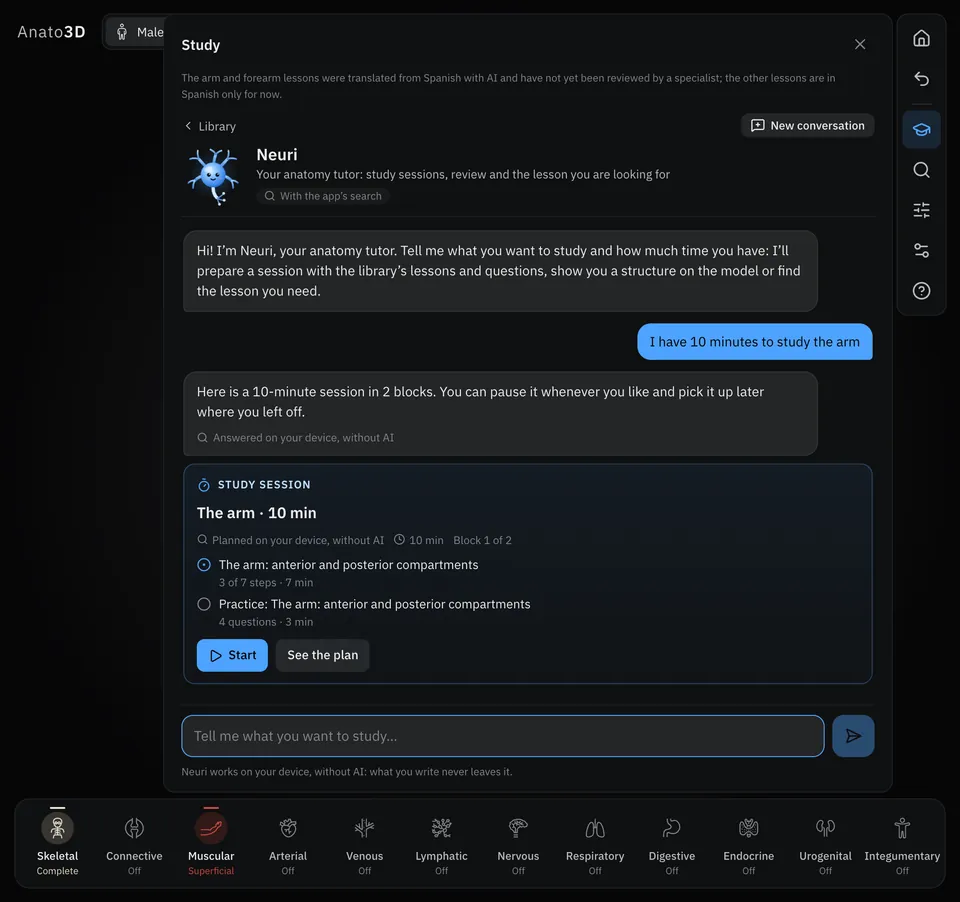 Anato3D
Male
Study
The arm and forearm lessons were translated from Spanish with AI and have not yet been reviewed by a specialist; the other lessons are in
Spanish only for now.
Library
New conversation
Neuri
Your anatomy tutor: study sessions, review and the lesson you are looking for
With the app’s search
Hi! I’m Neuri, your anatomy tutor. Tell me what you want to study and how much time you have: I’ll
prepare a session with the library’s lessons and questions, show you a structure on the model or find
the lesson you need.
I have 10 minutes to study the arm
Here is a 10-minute session in 2 blocks. You can pause it whenever you like and pick it up later
where you left off.
Answered on your device, without AI
STUDY SESSION
The arm · 10 min
Planned on your device, without AI 10 min Block 1 of 2
The arm: anterior and posterior compartments
3 of 7 steps · 7 min
Practice: The arm: anterior and posterior compartments
4 questions · 3 min
Start See the plan
Tell me what you want to study...
Neuri works on your device, without AI: what you write never leaves it.
Skeletal Connective Muscular Arterial Venous Lymphatic Nervous Respiratory Digestive Endocrine Urogenital Integumentary
Complete Off Superficial Off Off Off Off Off Off Off Off Off